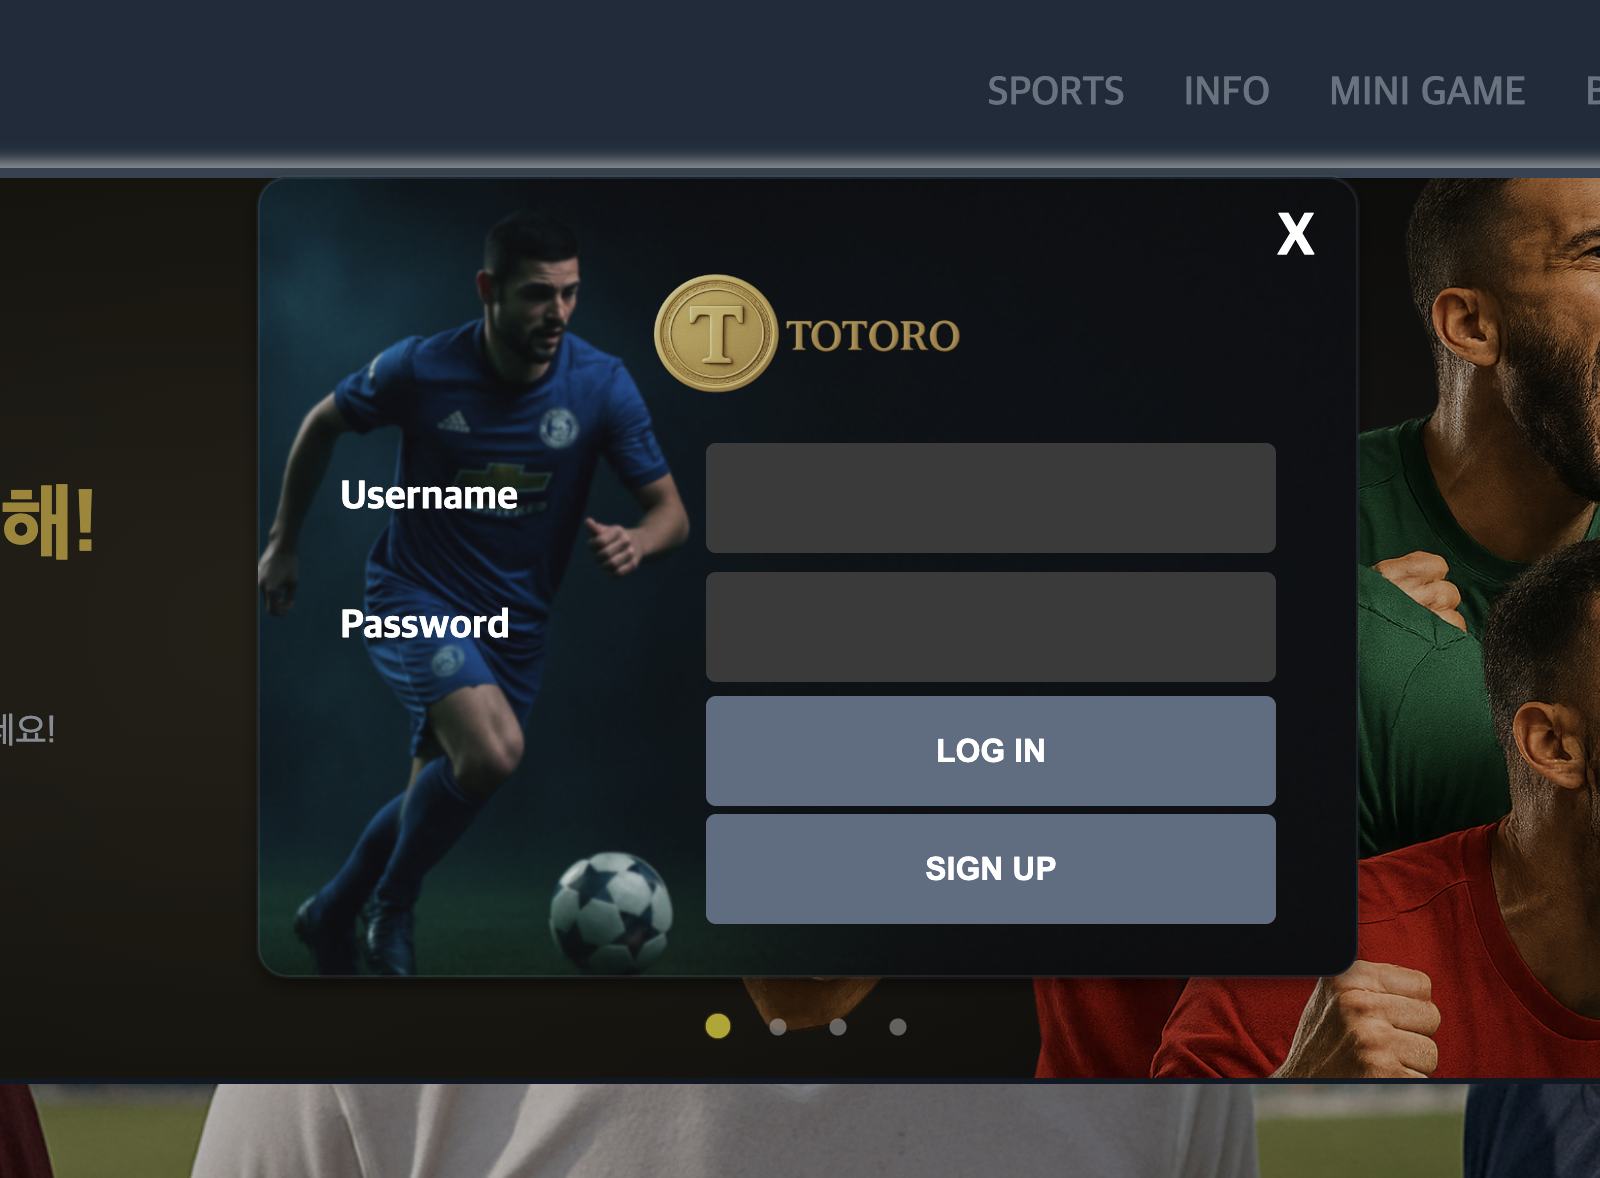 SPORTS INFO MINI GAME
X
T TOTORO
해!
Username
Password
요!
LOG IN
SIGN UP